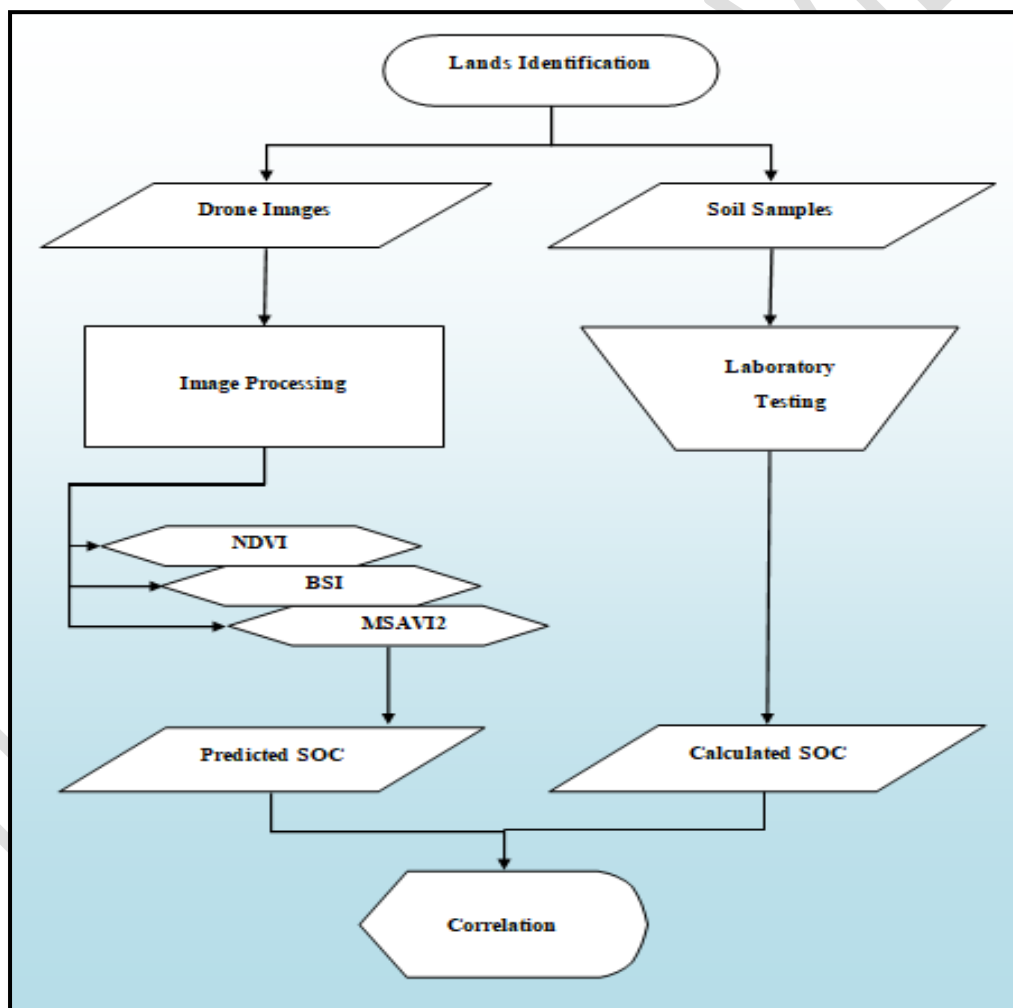 Lands Identification
Drone Images
Soil Samples
Image Processing
Laboratory
Testing
NDVI
BSI
MSAVI2
Predicted SOC
Calculated SOC
Correlation